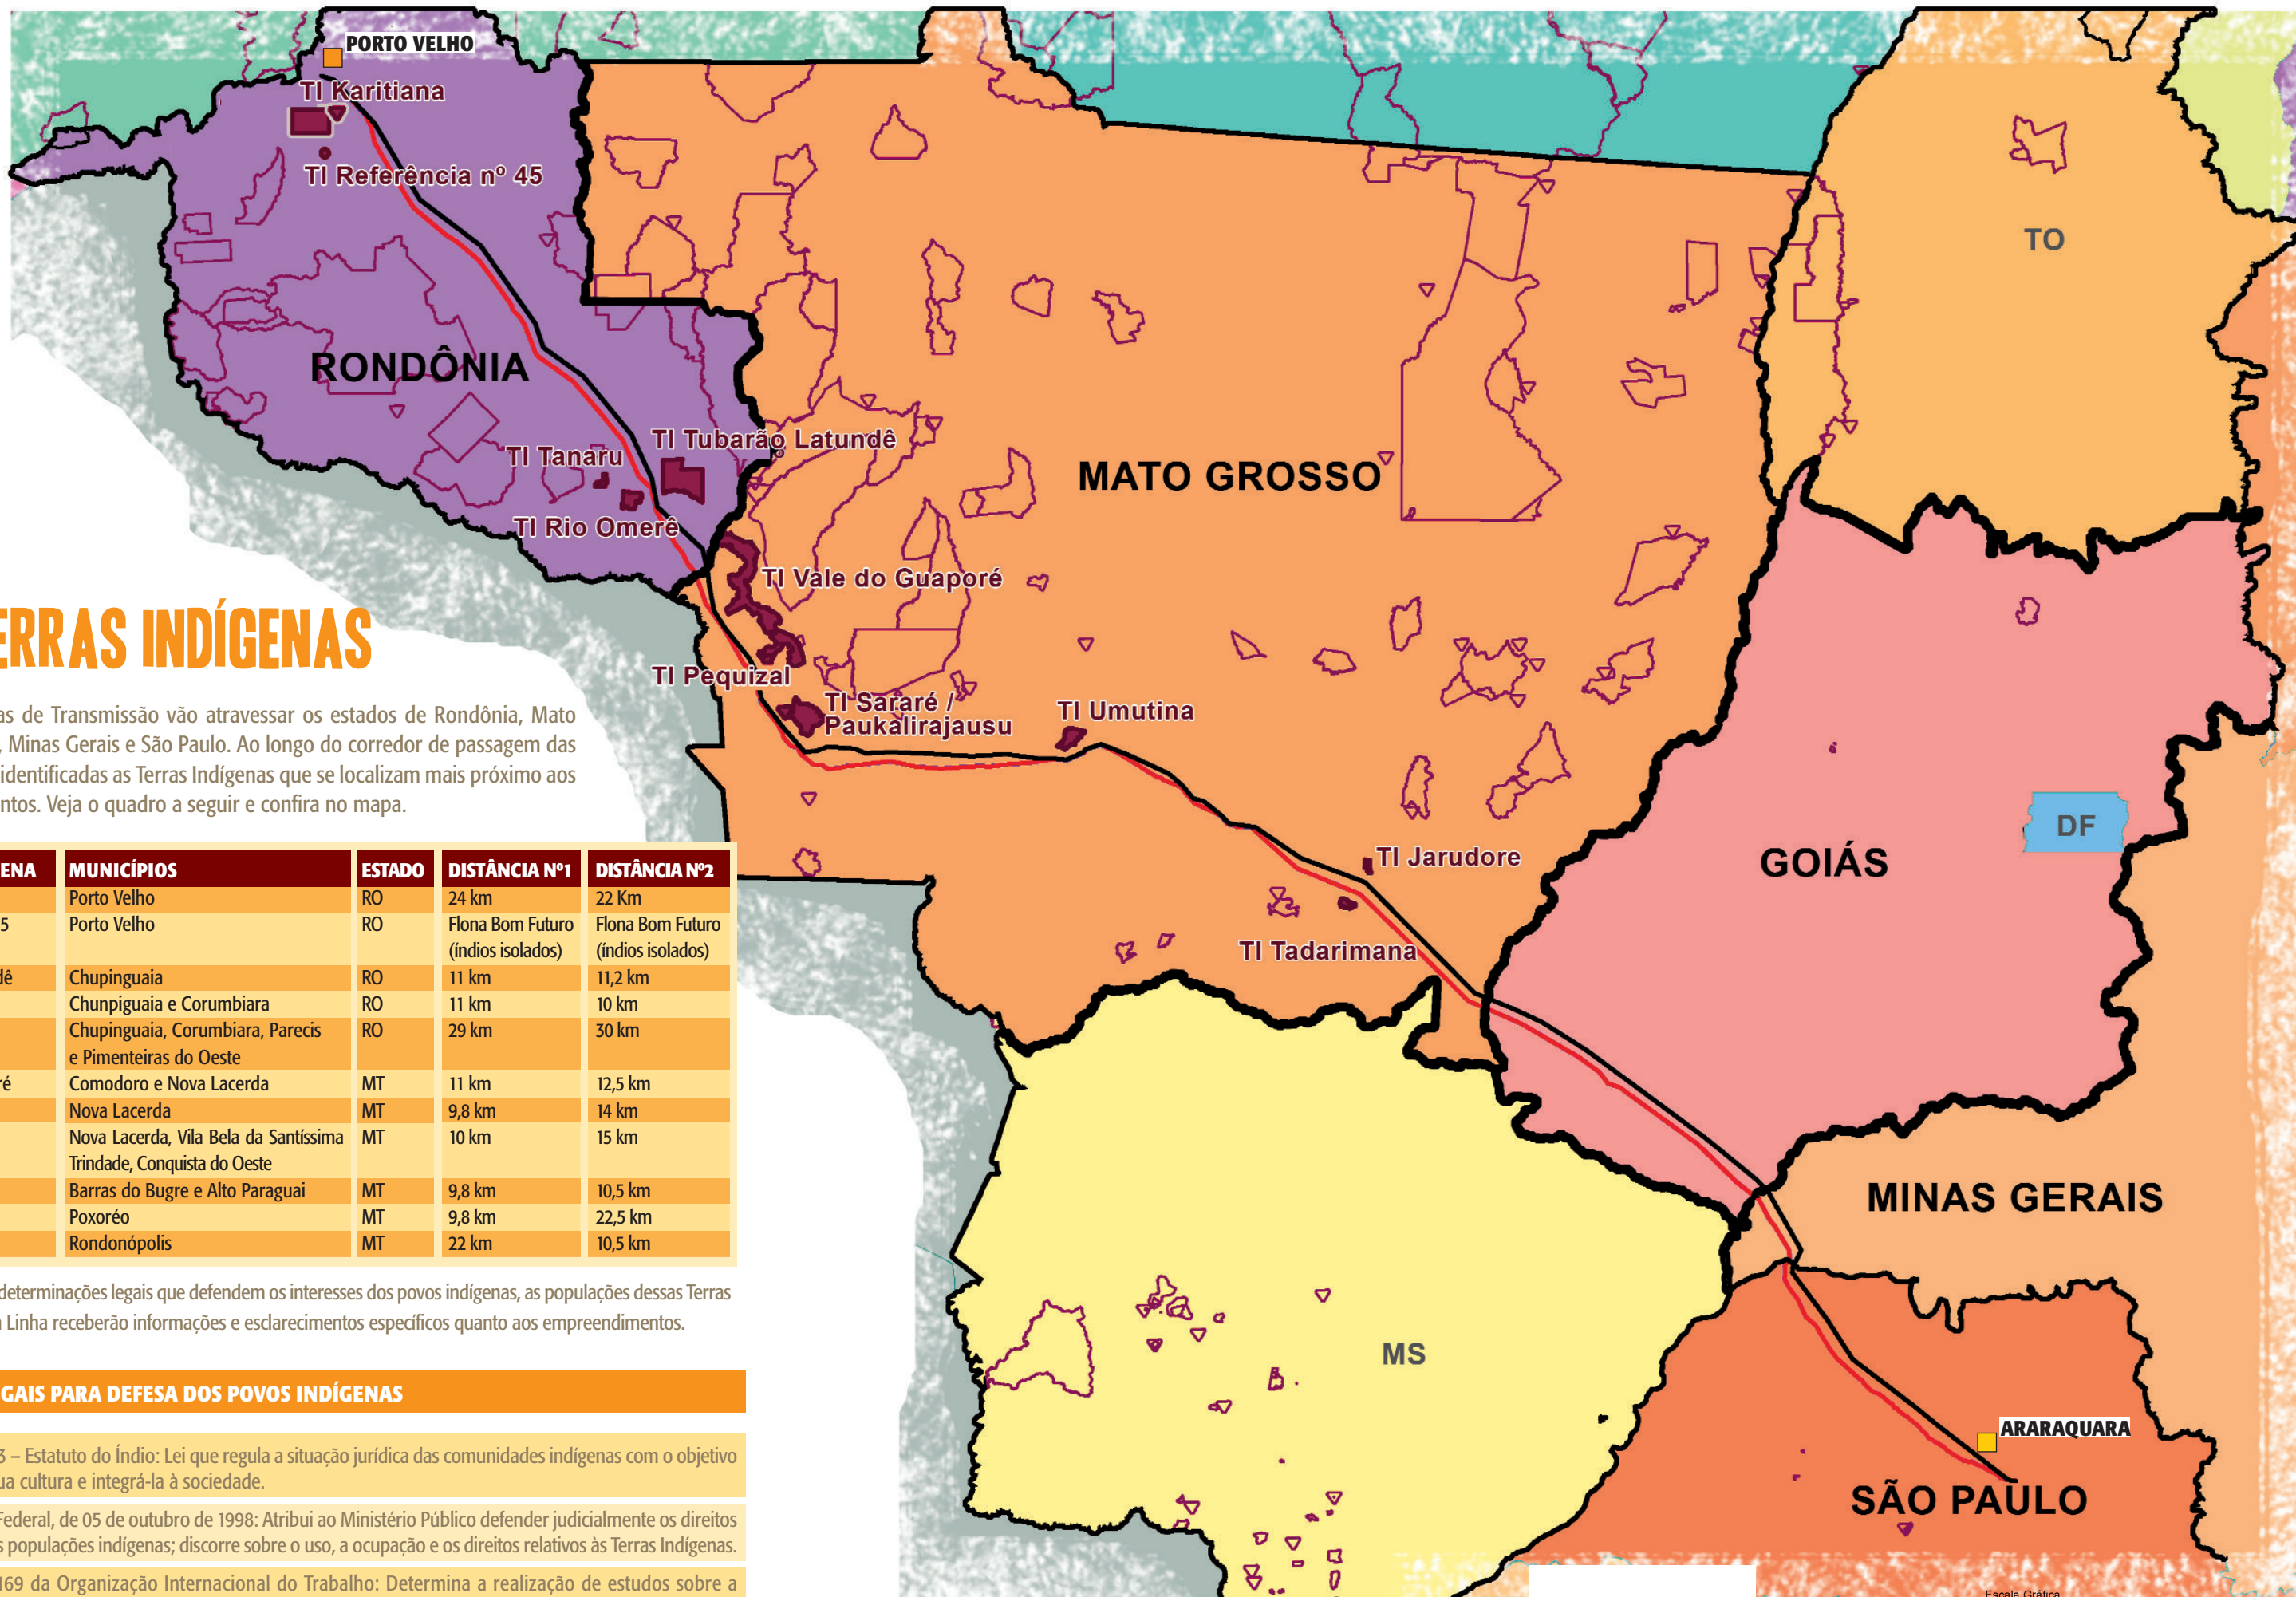 PORTO VELHO
TI Karitiana
TI Referência nº 45
TO
RONDÔNIA
TI Tubarão Latundê
TI Tanaru
MATO GROSSO
TI Rio Omerê
TI Vale do Guaporé
TI Pequizal
TI Sararé /
Paukalirajausu
TI Umutina
TI Jarudore
TI Tadarimana
GOIÁS
DF
MINAS GERAIS
MS
ARARAQUARA
SÃO PAULO
Escala Gráfica
ERRAS INDÍGENAS
as de Transmissão vão atravessar os estados de Rondônia, Mato
, Minas Gerais e São Paulo. Ao longo do corredor de passagem das
identificadas as Terras Indígenas que se localizam mais próximo aos
ntos. Veja o quadro a seguir e confira no mapa.
ENA MUNICÍPIOS ESTADO DISTÂNCIA Nº1 DISTÂNCIA Nº2
Porto Velho RO 24 km 22 Km
5 Porto Velho RO Flona Bom Futuro Flona Bom Futuro
(índios isolados) (índios isolados)
dê Chupinguaia RO 11 km 11,2 km
Chunpiguaia e Corumbiara RO 11 km 10 km
Chupinguaia, Corumbiara, Parecis RO 29 km 30 km
e Pimenteiras do Oeste
ré Comodoro e Nova Lacerda MT 11 km 12,5 km
Nova Lacerda MT 9,8 km 14 km
Nova Lacerda, Vila Bela da Santíssima MT 10 km 15 km
Trindade, Conquista do Oeste
Barras do Bugre e Alto Paraguai MT 9,8 km 10,5 km
Poxoréo MT 9,8 km 22,5 km
Rondonópolis MT 22 km 10,5 km
determinações legais que defendem os interesses dos povos indígenas, as populações dessas Terras
a Linha receberão informações e esclarecimentos específicos quanto aos empreendimentos.
GAIS PARA DEFESA DOS POVOS INDÍGENAS
3 – Estatuto do Índio: Lei que regula a situação jurídica das comunidades indígenas com o objetivo
ua cultura e integrá-la à sociedade.
Federal, de 05 de outubro de 1998: Atribui ao Ministério Público defender judicialmente os direitos
s populações indígenas; discorre sobre o uso, a ocupação e os direitos relativos às Terras Indígenas.
169 da Organização Internacional do Trabalho: Determina a realização de estudos sobre a